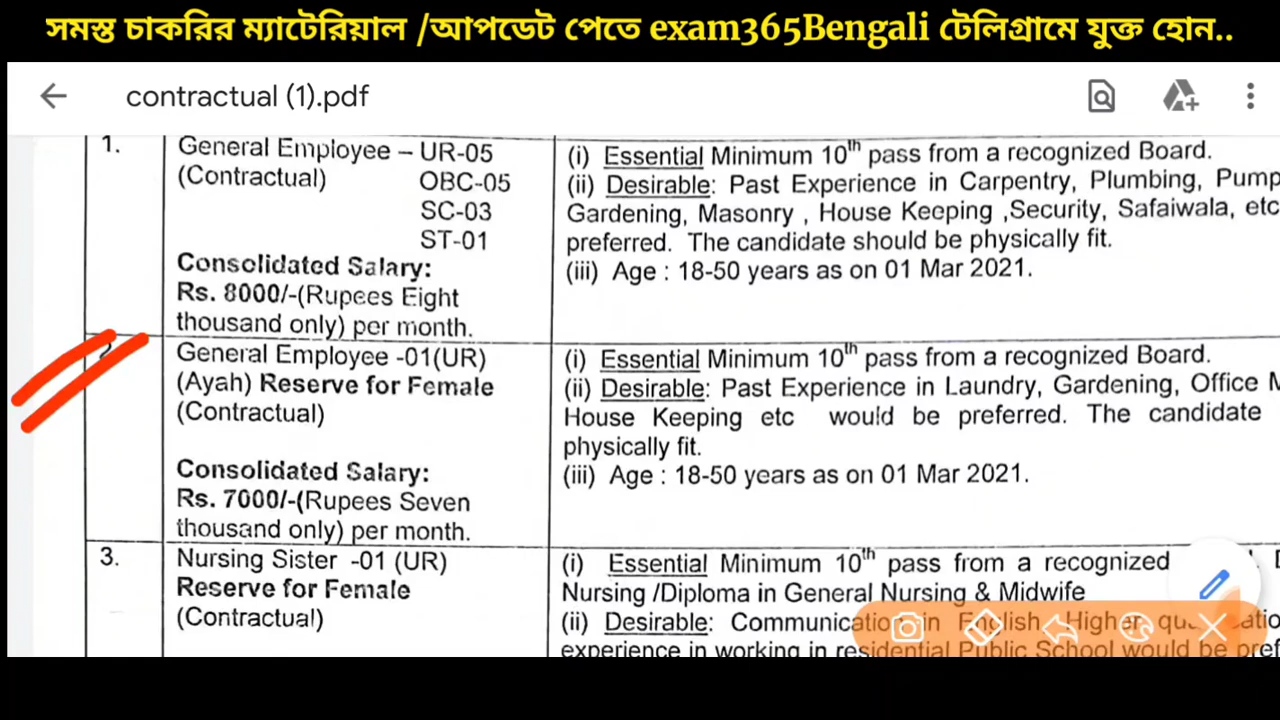 সমস্ত চাকরির ম্যাটেরিয়াল /আপডেট পেতে exam365Bengali টেলিগ্রামে যুক্ত হোন..
contractual (1).pdf
1.
General Employee – UR-05
(Contractual) OBC-05
SC-03
ST-01
Consolidated Salary:
Rs. 8000/-(Rupees Eight
thousand only) per month.
(i) Essential Minimum 10th pass from a recognized Board.
(ii) Desirable: Past Experience in Carpentry, Plumbing, Pump
Gardening, Masonry , House Keeping ,Security, Safaiwala, etc
preferred. The candidate should be physically fit.
(iii) Age : 18-50 years as on 01 Mar 2021.
2.
General Employee -01(UR)
(Ayah) Reserve for Female
(Contractual)
Consolidated Salary:
Rs. 7000/-(Rupees Seven
thousand only) per month.
(i) Essential Minimum 10th pass from a recognized Board.
(ii) Desirable: Past Experience in Laundry, Gardening, Office M
House Keeping etc would be preferred. The candidate
physically fit.
(iii) Age : 18-50 years as on 01 Mar 2021.
3.
Nursing Sister -01 (UR)
Reserve for Female
(Contractual)
(i) Essential Minimum 10th pass from a recognized
Nursing /Diploma in General Nursing & Midwife
(ii) Desirable: Communication in English, Higher
experience in working in residential Public School would be pref